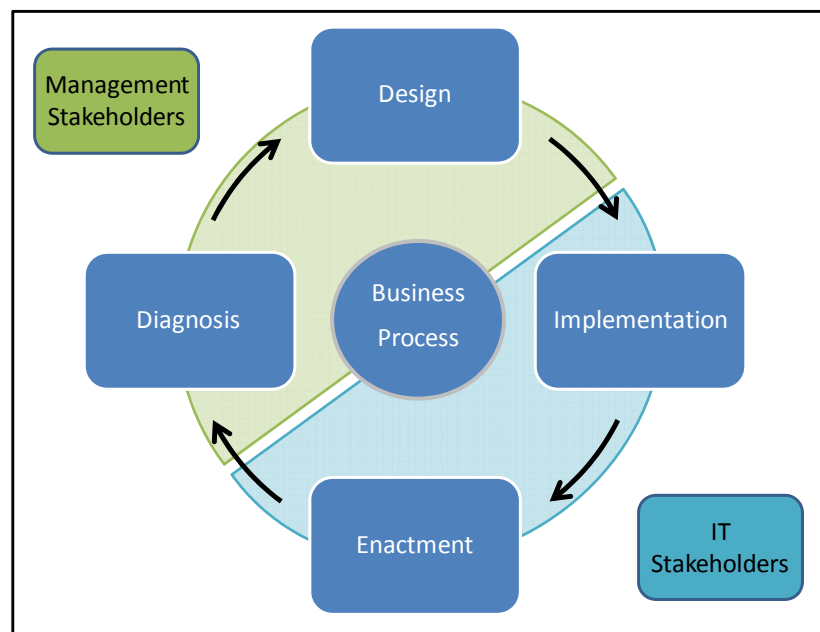 Management
Stakeholders
Design
Diagnosis
Business
Process
Implementation
Enactment
IT
Stakeholders